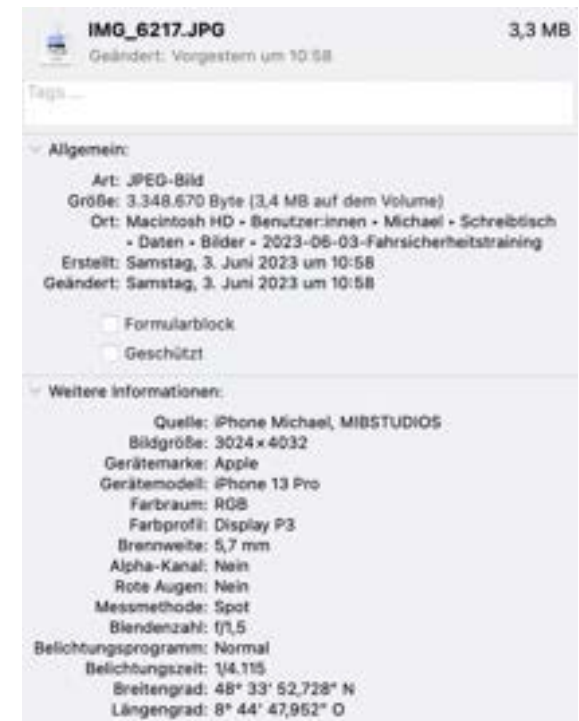 IMG_6217.JPG 3,3 MB
Geändert: Vorgestern um 10:58
Tags ...
Allgemein:
Art: JPEG-Bild
Größe: 3.348.670 Byte (3,4 MB auf dem Volume)
Ort: Macintosh HD • Benutzer:innen • Michael • Schreibtisch
• Daten • Bilder • 2023-06-03-Fahrsicherheitstraining
Erstellt: Samstag, 3. Juni 2023 um 10:58
Geändert: Samstag, 3. Juni 2023 um 10:58
Formularblock
Geschützt
Weitere Informationen:
Quelle: iPhone Michael, MIBSTUDIOS
Bildgröße: 3024 × 4032
Gerätemarke: Apple
Gerätemodell: iPhone 13 Pro
Farbraum: RGB
Farbprofil: Display P3
Brennweite: 5,7 mm
Alpha-Kanal: Nein
Rote Augen: Nein
Messmethode: Spot
Blendenzahl: f/1,5
Belichtungsprogramm: Normal
Belichtungszeit: 1/4.115
Breitengrad: 48° 33' 52,728" N
Längengrad: 8° 44' 47,952" O